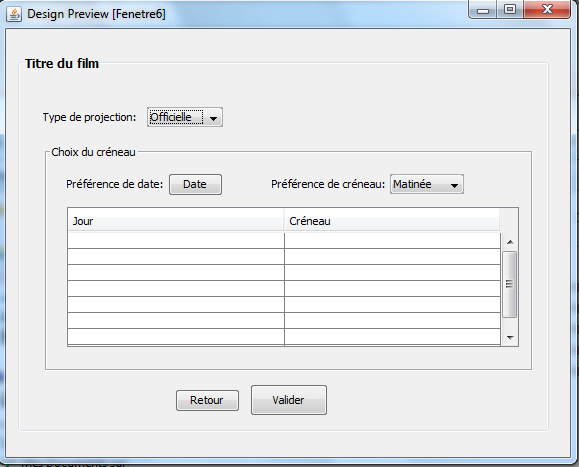 Design Preview [Fenetre6]
Titre du film
Type de projection: Officielle
Choix du créneau
Préférence de date: Date Préférence de créneau: Matinée
Jour Créneau
Retour Valider